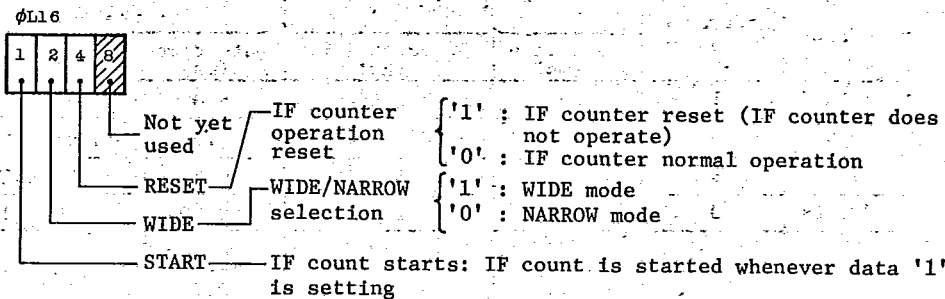 φL16
1 2 4 8
Not yet used
IF counter operation reset
'1' : IF counter reset (IF counter does not operate)
'0' : IF counter normal operation
RESET
WIDE/NARROW selection
'1' : WIDE mode
'0' : NARROW mode
WIDE
START
IF count starts: IF count is started whenever data '1' is setting